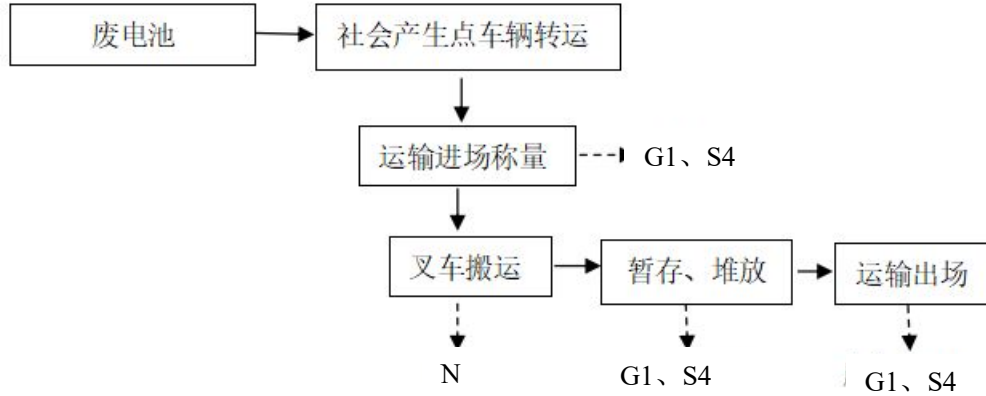 废电池
社会产生点车辆转运
运输进场称量
G1、S4
叉车搬运
暂存、堆放
运输出场
N
G1、S4
G1、S4